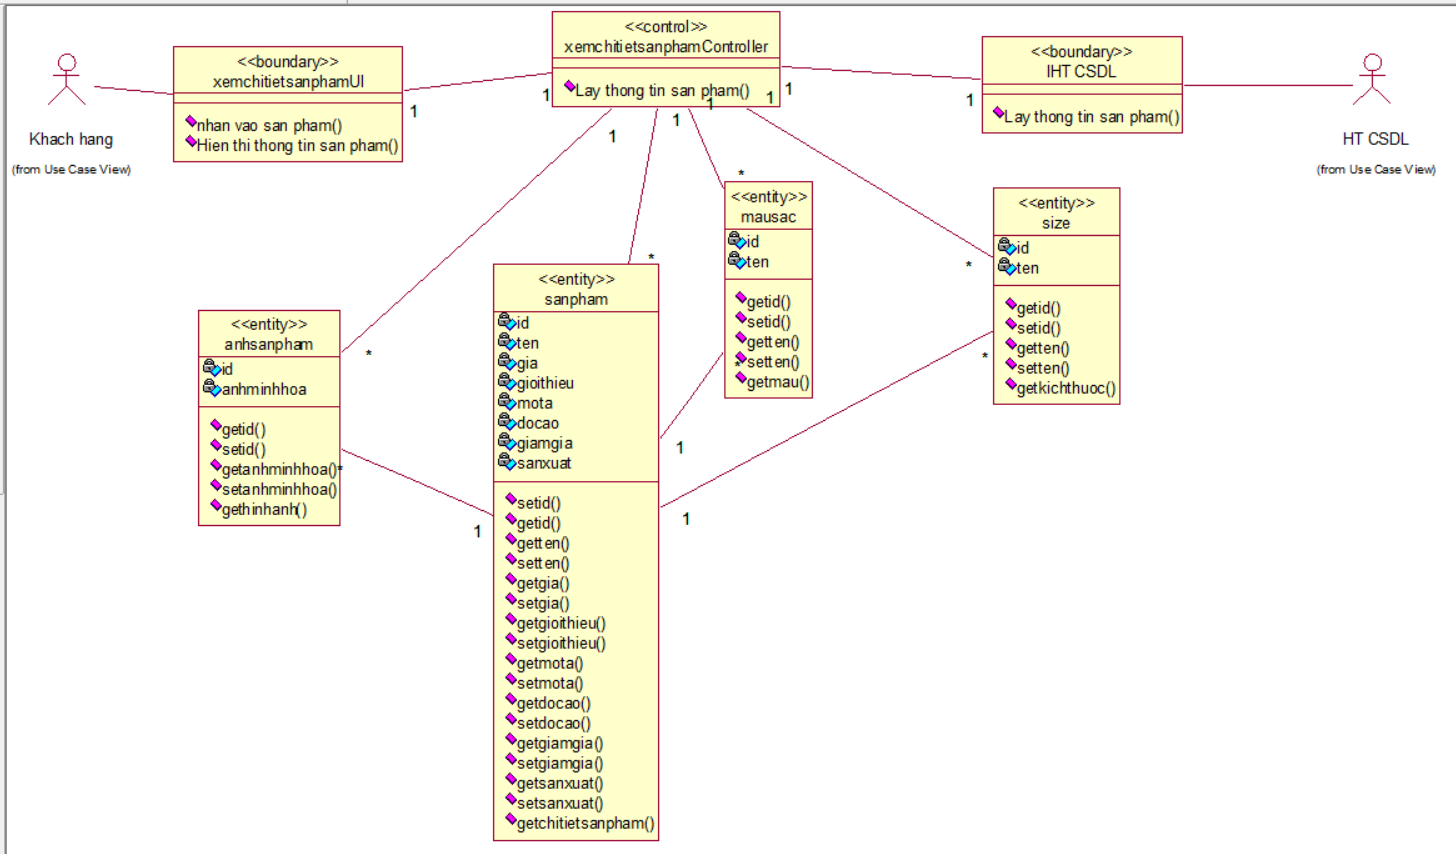 Khach hang
(from Use Case View)
<<boundary>>
xemchitietsanphamUI
nhan vao san pham()
Hien thi thong tin san pham()
1
1
<<control>>
xemchitietsanphamController
Lay thong tin san pham()
1
1
1
1
1
1
<<boundary>>
IHT CSDL
Lay thong tin san pham()
HT CSDL
(from Use Case View)
*
<<entity>>
anhsanpham
id
anhminhhoa
getid()
setid()
getanhminhhoa()
setanhminhhoa()
gethinhanh()
*
1
*
<<entity>>
sanpham
id
ten
gia
gioithieu
mota
docao
giamgia
sanxuat
setid()
getid()
getten()
setten()
getgia()
setgia()
getgioithieu()
setgioithieu()
getmota()
setmota()
getdocao()
setdocao()
getgiamgia()
setgiamgia()
getsanxuat()
setsanxuat()
getchitietsanpham()
*
<<entity>>
mausac
id
ten
getid()
setid()
getten()
setten()
getmau()
*
1
*
<<entity>>
size
id
ten
getid()
setid()
getten()
setten()
getkichthuoc()
*
1